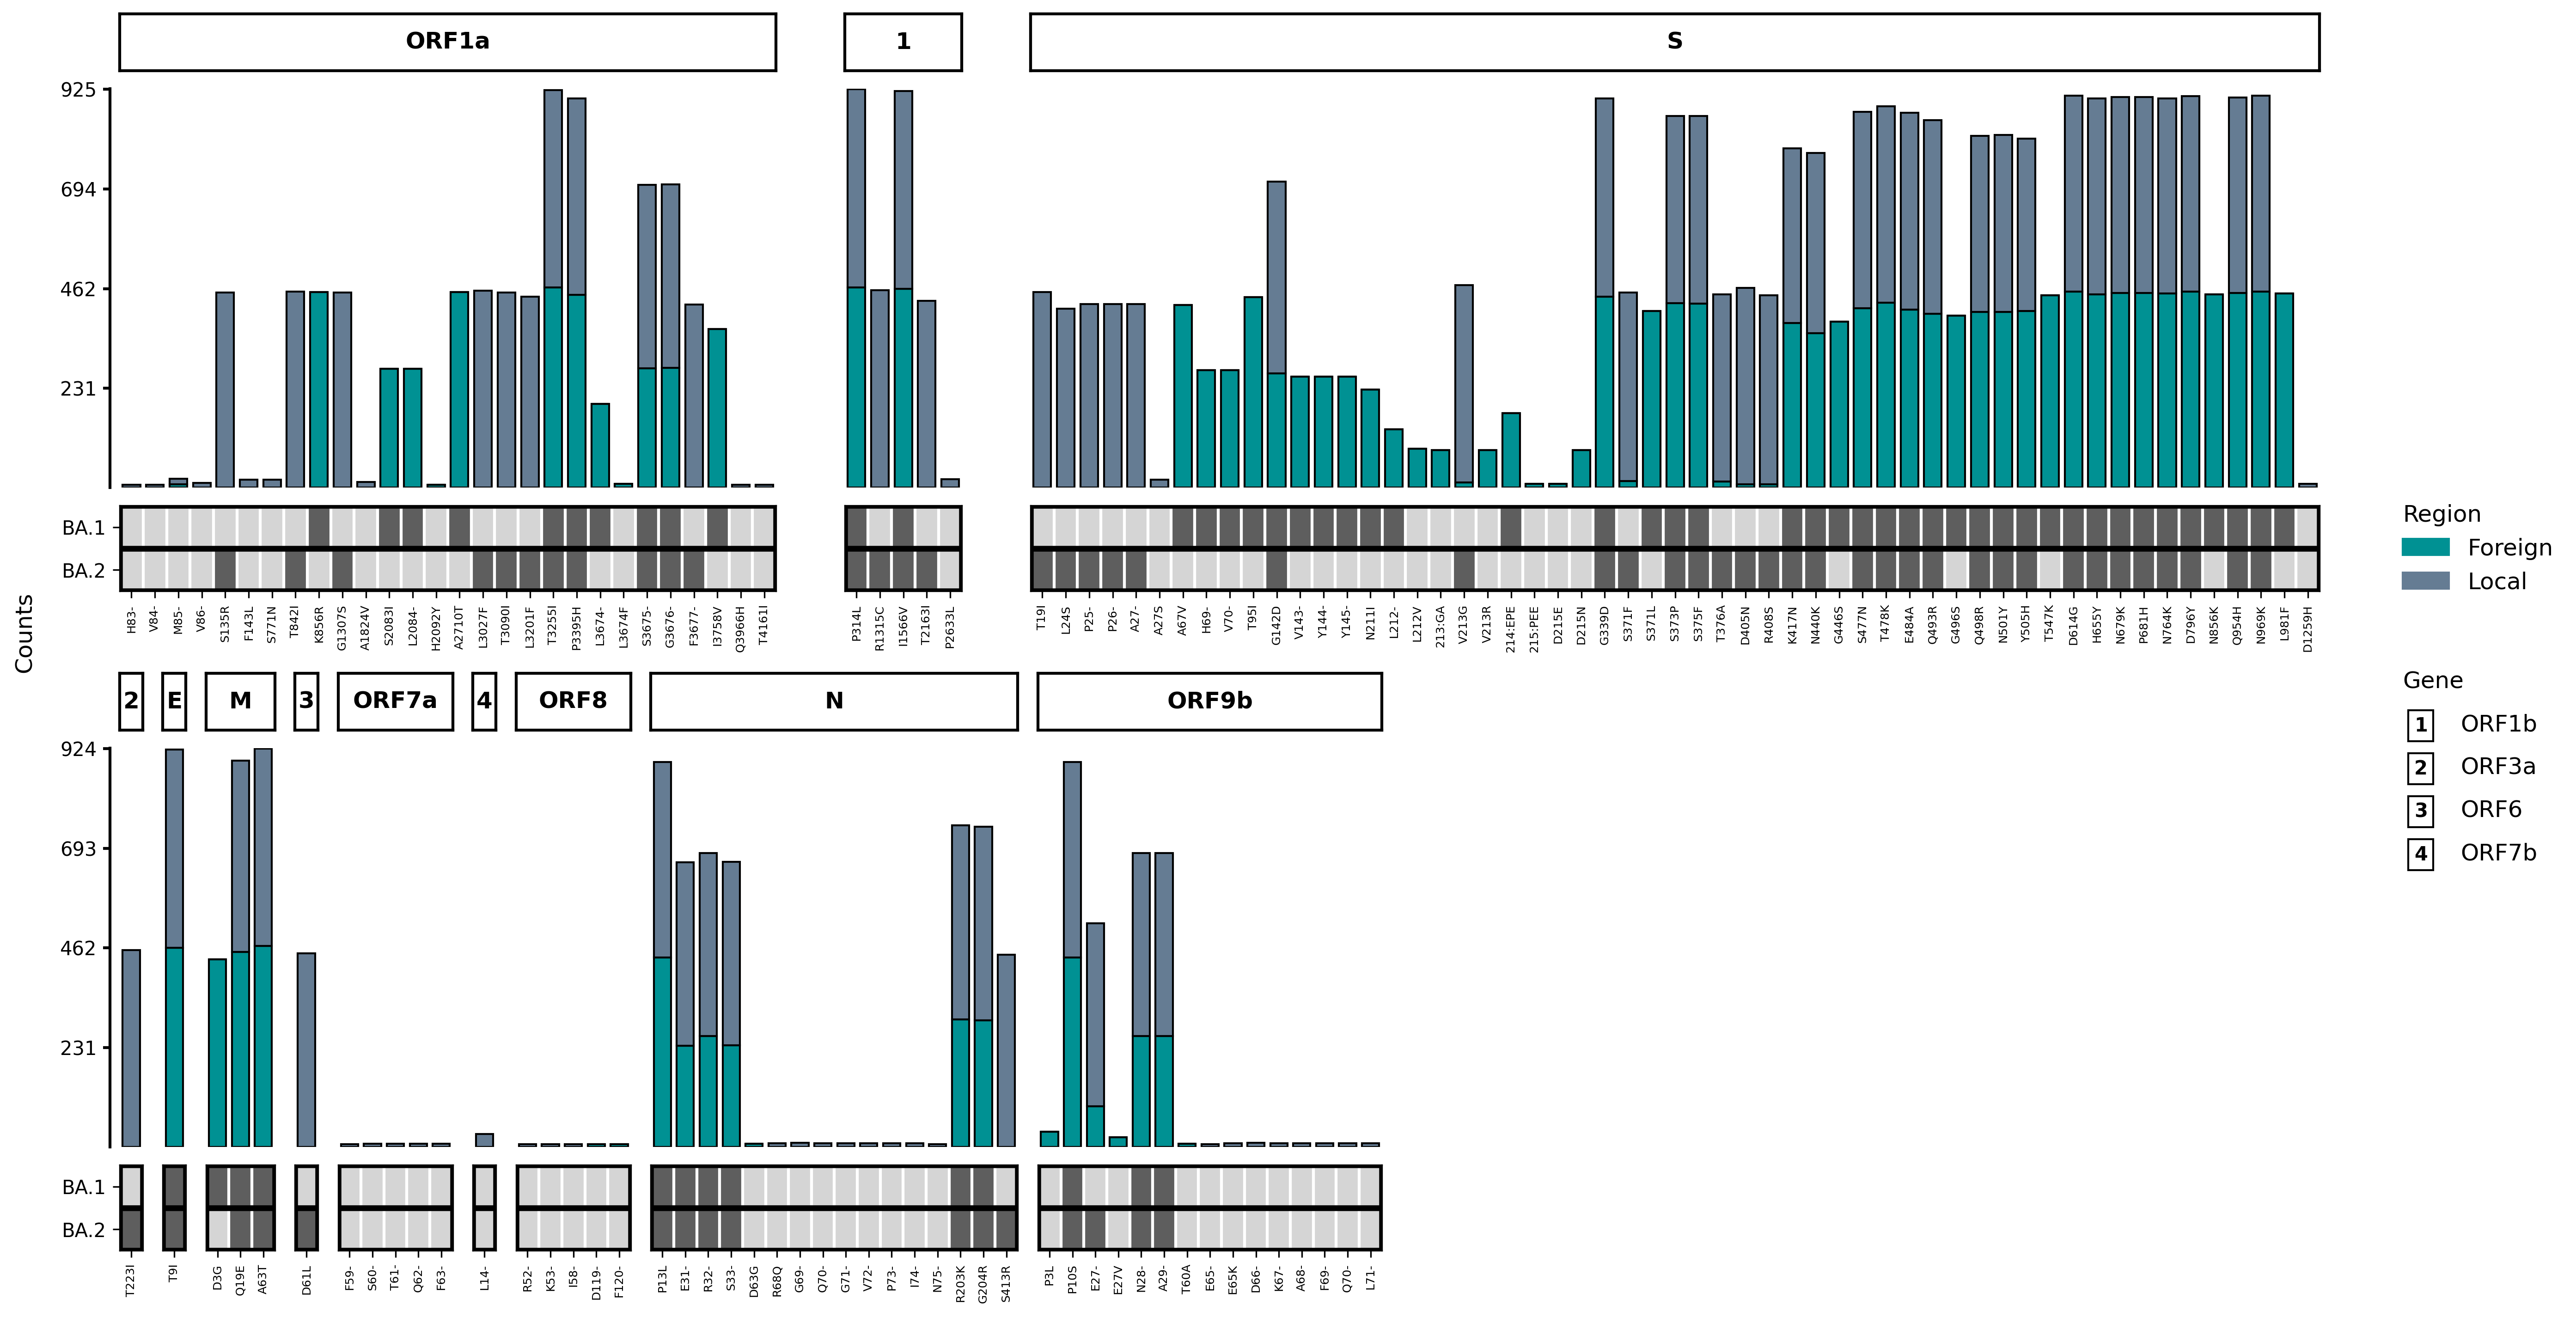 ORF1a
1
S
925
694
462
231
BA.1
BA.2
H83-
V84-
M85-
V86-
S135R
F143L
S771N
T842I
K856R
G1307S
A1824V
S2083I
L2084-
H2092Y
A2710T
L3027F
T3090I
L3201F
T3255I
P3395H
L3674-
L3674F
S3675-
G3676-
F3677-
I3758V
Q3966H
T4161I
P314L
R1315C
I1566V
T2163I
P2633L
T19I
L24S
P25-
P26-
A27-
A27S
A67V
H69-
V70-
T95I
G142D
V143-
Y144-
Y145-
N211I
L212-
L212V
213:GA
V213G
V213R
214:EPE
215:PEE
D215E
D215N
G339D
S371F
S371L
S373P
S375F
T376A
D405N
R408S
K417N
N440K
G446S
S477N
T478K
E484A
Q493R
G496S
Q498R
N501Y
Y505H
T547K
D614G
H655Y
N679K
P681H
N764K
D796Y
N856K
Q954H
N969K
L981F
D1259H
Counts
2
E
M
3
ORF7a
4
ORF8
N
ORF9b
924
693
462
231
BA.1
BA.2
T223I
T9I
D3G
Q19E
A63T
D61L
F59-
S60-
T61-
Q62-
F63-
L14-
R52-
K53-
I58-
D119-
F120-
P13L
E31-
R32-
S33-
D63G
R68Q
G69-
Q70-
G71-
V72-
P73-
I74-
N75-
R203K
G204R
S413R
P3L
P10S
E27-
E27V
N28-
A29-
T60A
E65-
E65K
D66-
K67-
A68-
F69-
Q70-
L71-
Region
Foreign
Local
Gene
1 ORF1b
2 ORF3a
3 ORF6
4 ORF7b